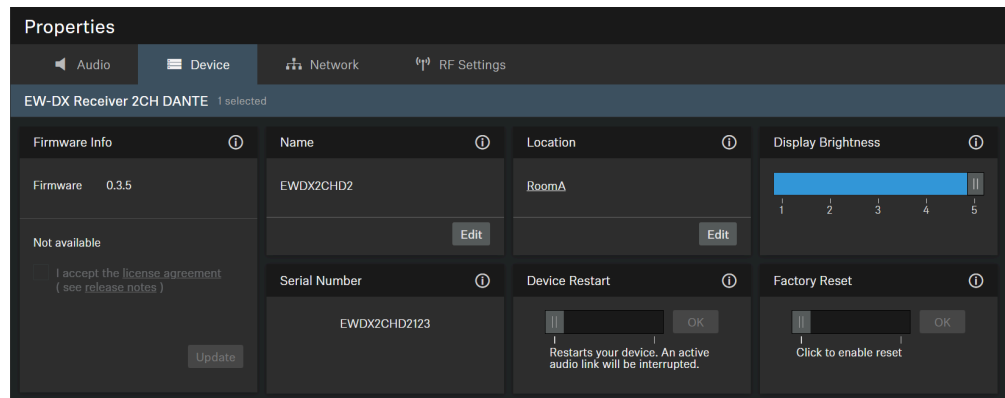 Properties
Audio
Device
Network
RF Settings
EW-DX Receiver 2CH DANTE 1 selected
Firmware Info
Firmware 0.3.5
Not available
I accept the license agreement
( see release notes )
Update
Name
EWDX2CHD2
Edit
Location
RoomA
Edit
Display Brightness
1 2 3 4 5
Serial Number
EWDX2CHD2123
Device Restart
OK
Restarts your device. An active
audio link will be interrupted.
Factory Reset
OK
Click to enable reset